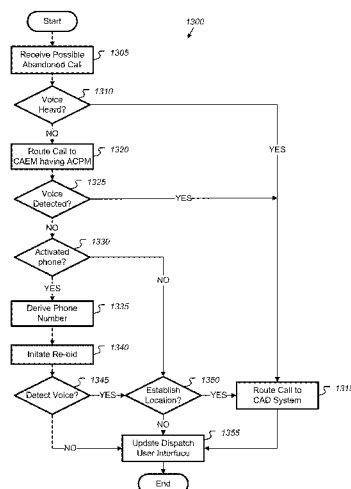 Start
1300
Receive Possible
Abandoned Call
1305
Voice
Heard?
1310
NO
YES
Route Call to
CAEM having ACPM
1320
Voice
Detected?
1325
YES
NO
Activated
phone?
1330
NO
YES
Derive Phone
Number
1335
Initiate Re-bid
1340
Detect Voice?
1345
YES
Establish
Location?
1350
YES
Route Call to
CAD System
1315
NO
NO
Update Dispatch
User Interface
1355
End